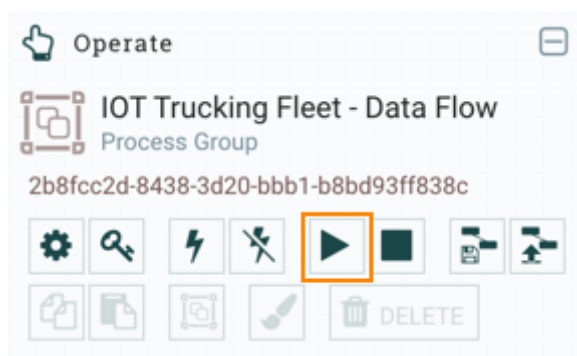 Operate
IOT Trucking Fleet - Data Flow
Process Group
2b8fcc2d-8438-3d20-bbb1-b8bd93ff838c
DELETE